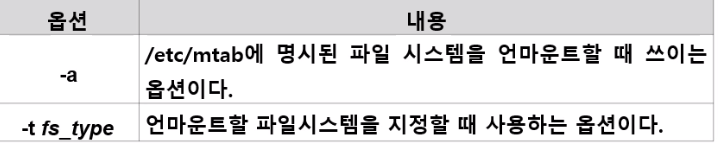 옵션 내용
-a /etc/mtab에 명시된 파일 시스템을 언마운트할 때 쓰이는
옵션이다.
-t fs_type 언마운트할 파일시스템을 지정할 때 사용하는 옵션이다.